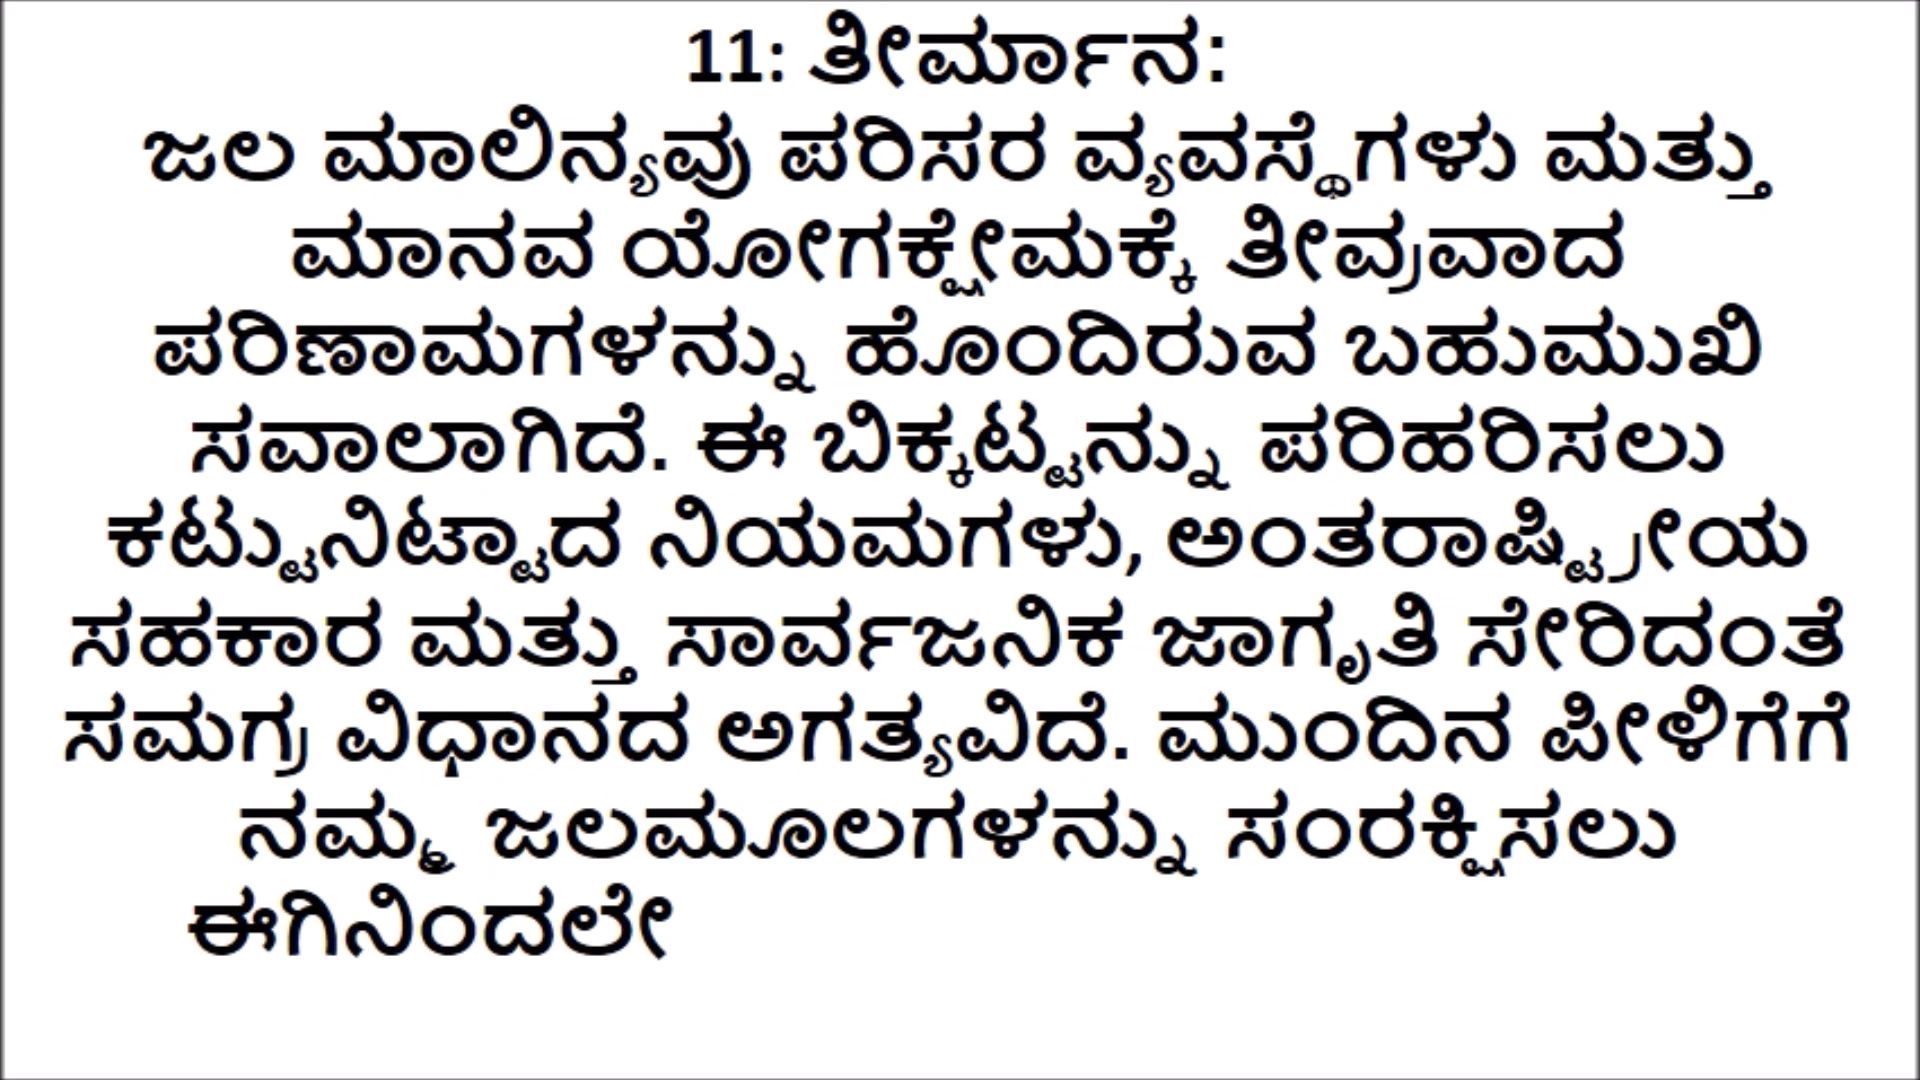 11: ತೀರ್ಮಾನ:
ಜಲ ಮಾಲಿನ್ಯವು ಪರಿಸರ ವ್ಯವಸ್ಥೆಗಳು ಮತ್ತು
ಮಾನವ ಯೋಗಕ್ಷೇಮಕ್ಕೆ ತೀವ್ರವಾದ
ಪರಿಣಾಮಗಳನ್ನು ಹೊಂದಿರುವ ಬಹುಮುಖಿ
ಸವಾಲಾಗಿದೆ. ಈ ಬಿಕ್ಕಟ್ಟನ್ನು ಪರಿಹರಿಸಲು
ಕಟ್ಟುನಿಟ್ಟಾದ ನಿಯಮಗಳು, ಅಂತರಾಷ್ಟ್ರೀಯ
ಸಹಕಾರ ಮತ್ತು ಸಾರ್ವಜನಿಕ ಜಾಗೃತಿ ಸೇರಿದಂತೆ
ಸಮಗ್ರ ವಿಧಾನದ ಅಗತ್ಯವಿದೆ. ಮುಂದಿನ ಪೀಳಿಗೆಗೆ
ನಮ್ಮ ಜಲಮೂಲಗಳನ್ನು ಸಂರಕ್ಷಿಸಲು
ಈಗಿನಿಂದಲೇ